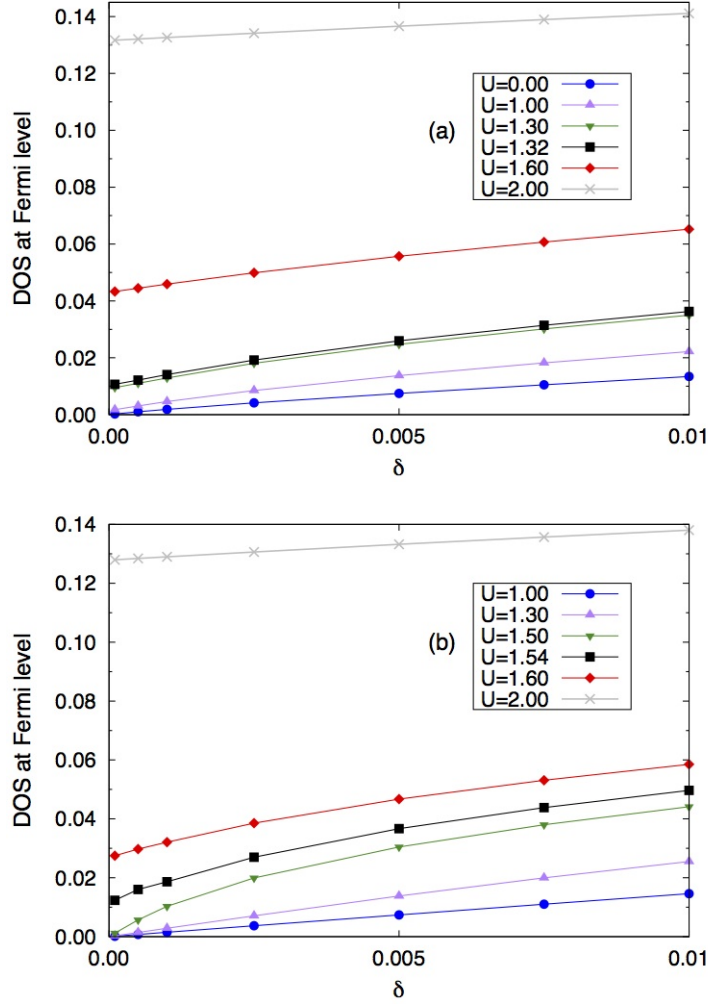 0.14
0.12
0.10
0.08
0.06
0.04
0.02
0.00
DOS at Fermi level
(a)
U=0.00
U=1.00
U=1.30
U=1.32
U=1.60
U=2.00
0.00 0.005 0.01
δ
0.14
0.12
0.10
0.08
0.06
0.04
0.02
0.00
DOS at Fermi level
(b)
U=1.00
U=1.30
U=1.50
U=1.54
U=1.60
U=2.00
0.00 0.005 0.01
δ